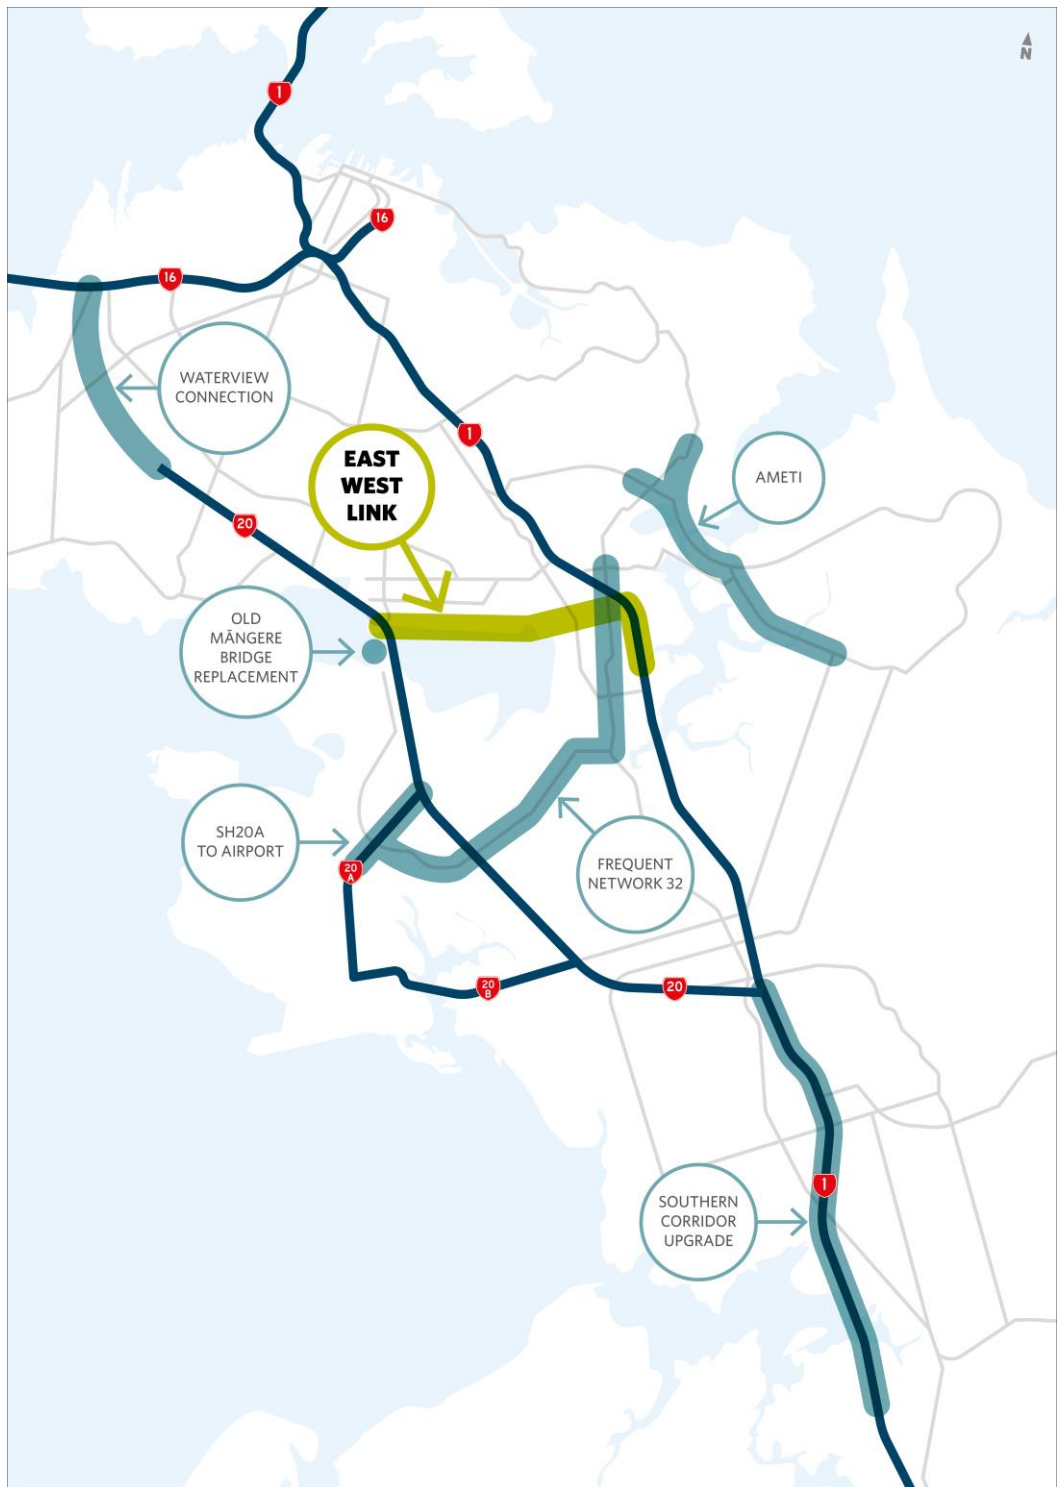 N
1
16
16
WATERVIEW
CONNECTION
1
EAST
WEST
LINK
AMETI
20
OLD
MĀNGERE
BRIDGE
REPLACEMENT
SH20A
TO AIRPORT
20
A
FREQUENT
NETWORK 32
20
B
20
1
SOUTHERN
CORRIDOR
UPGRADE